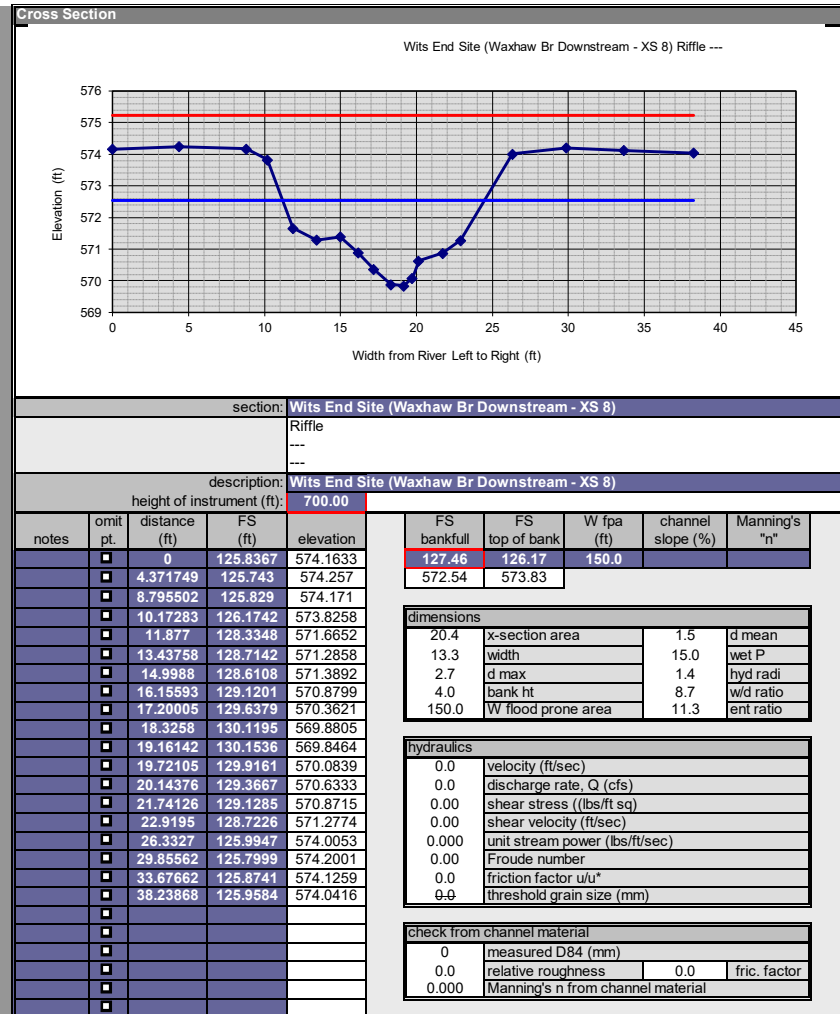 Cross Section
Wits End Site (Waxhaw Br Downstream - XS 8) Riffle ---
576
575
574
573
572
571
570
569
Elevation (ft)
0 5 10 15 20 25 30 35 40 45
Width from River Left to Right (ft)
section: Wits End Site (Waxhaw Br Downstream - XS 8)
Riffle
---
---
description: Wits End Site (Waxhaw Br Downstream - XS 8)
height of instrument (ft): 700.00
notes omit pt. distance (ft) FS (ft) elevation
0 125.8367 574.1633
4.371749 125.743 574.257
8.795502 125.829 574.171
10.17283 126.1742 573.8258
11.877 128.3348 571.6652
13.43758 128.7142 571.2858
14.9988 128.6108 571.3892
16.15593 129.1201 570.8799
17.20005 129.6379 570.3621
18.3258 130.1195 569.8805
19.16142 130.1536 569.8464
19.72105 129.9161 570.0839
20.14376 129.3667 570.6333
21.74126 129.1285 570.8715
22.9195 128.7226 571.2774
26.3327 125.9947 574.0053
29.85562 125.7999 574.2001
33.67662 125.8741 574.1259
38.23868 125.9584 574.0416
FS bankfull FS top of bank W fpa (ft) channel slope (%) Manning's "n"
127.46 126.17 150.0
572.54 573.83
dimensions
20.4 x-section area 1.5 d mean
13.3 width 15.0 wet P
2.7 d max 1.4 hyd radi
4.0 bank ht 8.7 w/d ratio
150.0 W flood prone area 11.3 ent ratio
hydraulics
0.0 velocity (ft/sec)
0.0 discharge rate, Q (cfs)
0.00 shear stress ((lbs/ft sq)
0.00 shear velocity (ft/sec)
0.000 unit stream power (lbs/ft/sec)
0.00 Froude number
0.0 friction factor u/u*
0.0 threshold grain size (mm)
check from channel material
0 measured D84 (mm)
0.0 relative roughness 0.0 fric. factor
0.000 Manning's n from channel material